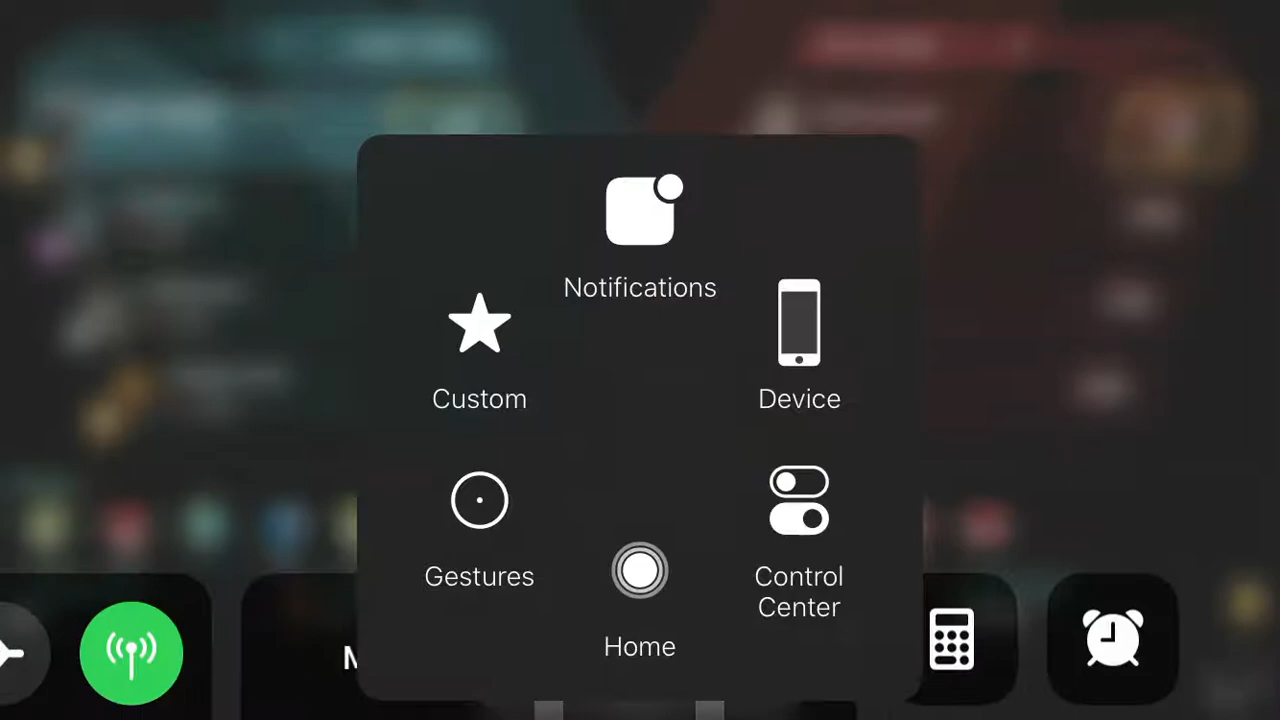 Notifications
Custom
Device
Gestures
Control
Center
Home